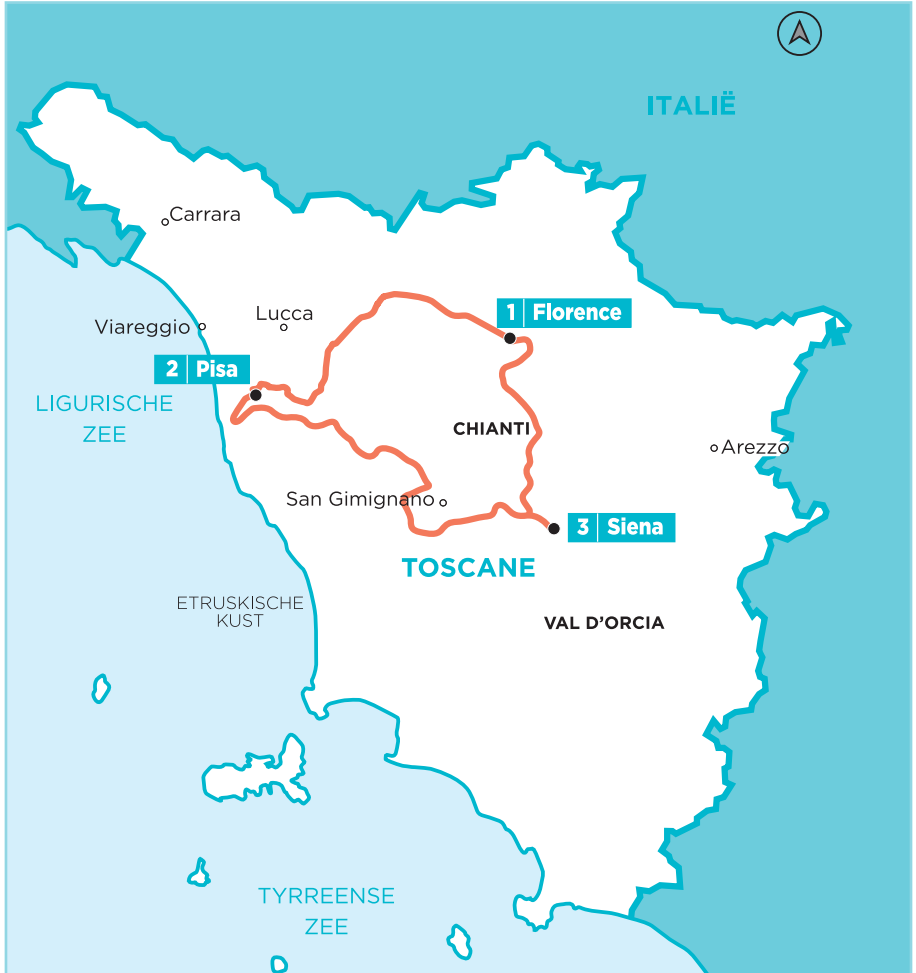 ITALIË
Carrara
1 Florence
Lucca
Viareggio
2 Pisa
LIGURISCHE
ZEE
CHIANTI
Arezzo
San Gimignano
3 Siena
TOSCANE
ETRUSKISCHE
KUST
VAL D'ORCIA
TYRREENSE
ZEE